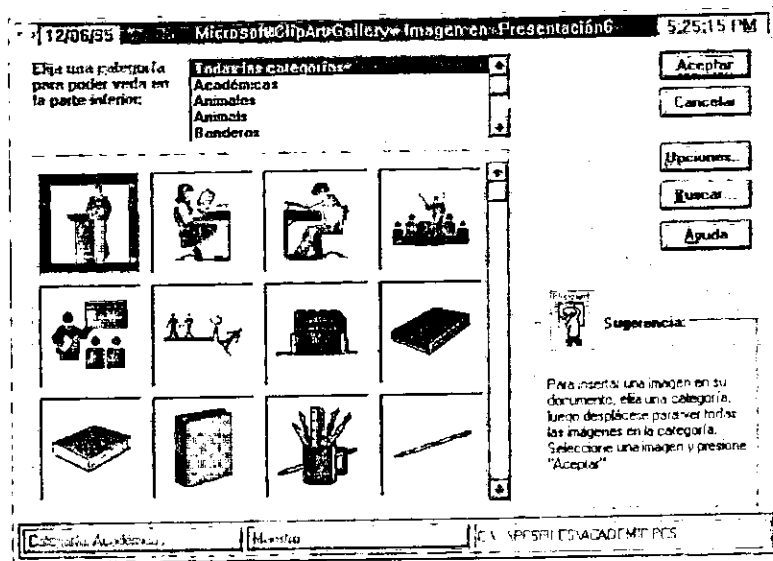 12/06/95 Microsoft ClipArt Gallery - Imagen en Presentación6 5:25:15 PM
Elija una categoría
para poder verla en
la parte inferior:
Todas las categorías
Académicas
Animales
Animals
Banderas
Aceptar
Cancelar
Opciones...
Buscar...
Ayuda
Sugerencia:
Para insertar una imagen en su
documento, elija una categoría,
luego desplácese para ver todas
las imágenes en la categoría.
Seleccione una imagen y presione
"Aceptar"
Categoría: Académicas